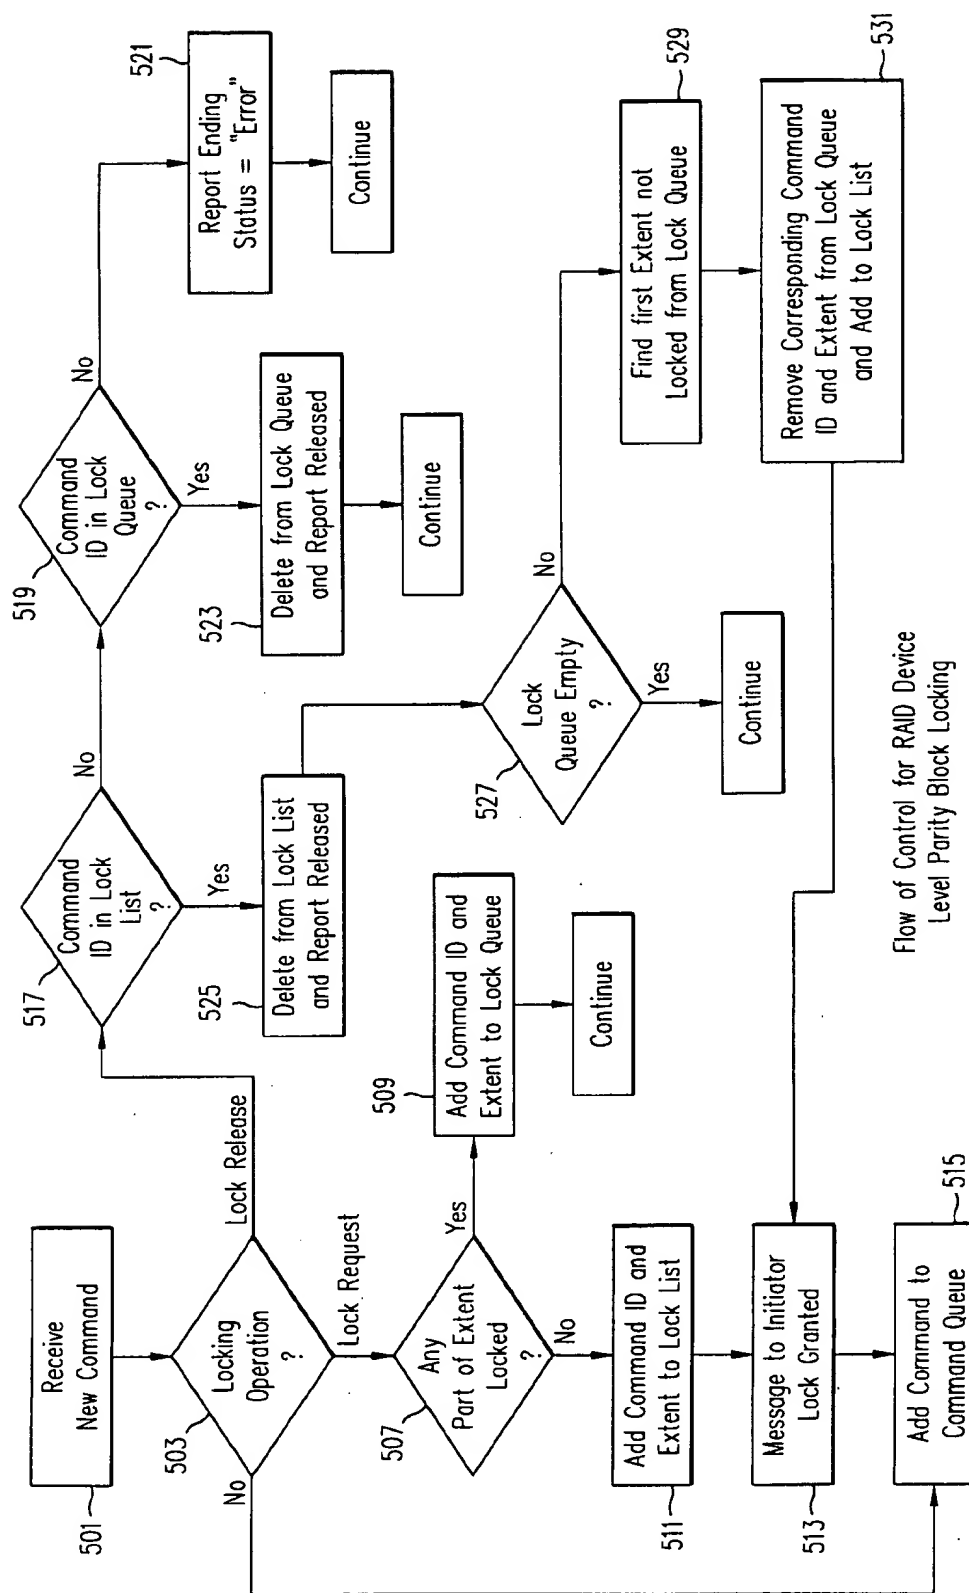 Receive
New Command
501
Locking
Operation
?
503
No
Lock Release
Lock Request
Any
Part of Extent
Locked
?
507
Yes
No
Add Command ID and
Extent to Lock Queue
509
Continue
Add Command ID and
Extent to Lock List
511
Message to Initiator
Lock Granted
513
Add Command to
Command Queue
515
Command
ID in Lock
List
?
517
No
Yes
Command
ID in Lock
Queue
?
519
No
Yes
Report Ending
Status = "Error"
521
Continue
Delete from Lock Queue
and Report Released
523
Continue
Delete from Lock List
and Report Released
525
Lock
Queue Empty
?
527
No
Yes
Continue
Find first Extent not
Locked from Lock Queue
529
Remove Corresponding Command
ID and Extent from Lock Queue
and Add to Lock List
531
Flow of Control for RAID Device
Level Parity Block Locking